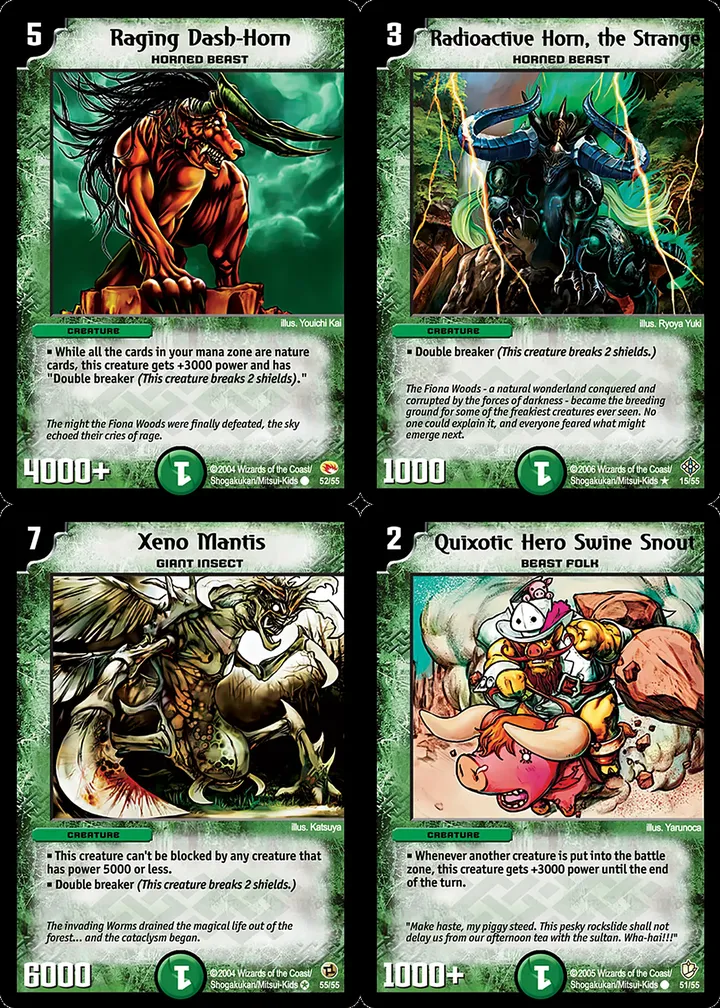 5
Raging Dash-Horn
HORNED BEAST
illus. Youichi Kai
CREATURE
▪ While all the cards in your mana zone are nature
cards, this creature gets +3000 power and has
"Double breaker (This creature breaks 2 shields)."
The night the Fiona Woods were finally defeated, the sky
echoed their cries of rage.
4000+
1
©2004 Wizards of the Coast/
Shogakukan/Mitsui-Kids ● 52/55
3
Radioactive Horn, the Strange
HORNED BEAST
illus. Ryoya Yuki
CREATURE
▪ Double breaker (This creature breaks 2 shields.)
The Fiona Woods - a natural wonderland conquered and
corrupted by the forces of darkness - became the breeding
ground for some of the freakiest creatures ever seen. No
one could explain it, and everyone feared what might
emerge next.
1000
1
©2006 Wizards of the Coast/
Shogakukan/Mitsui-Kids ★ 15/55
7
Xeno Mantis
GIANT INSECT
illus. Katsuya
CREATURE
▪ This creature can't be blocked by any creature that
has power 5000 or less.
▪ Double breaker (This creature breaks 2 shields.)
The invading Worms drained the magical life out of the
forest... and the cataclysm began.
6000
1
©2004 Wizards of the Coast/
Shogakukan/Mitsui-Kids ✪ 55/55
2
Quixotic Hero Swine Snout
BEAST FOLK
illus. Yarunoca
CREATURE
▪ Whenever another creature is put into the battle
zone, this creature gets +3000 power until the end
of the turn.
"Make haste, my piggy steed. This pesky rockslide shall not
delay us from our afternoon tea with the sultan. Wha-hai!!!"
1000+
1
©2005 Wizards of the Coast/
Shogakukan/Mitsui-Kids ● 51/55